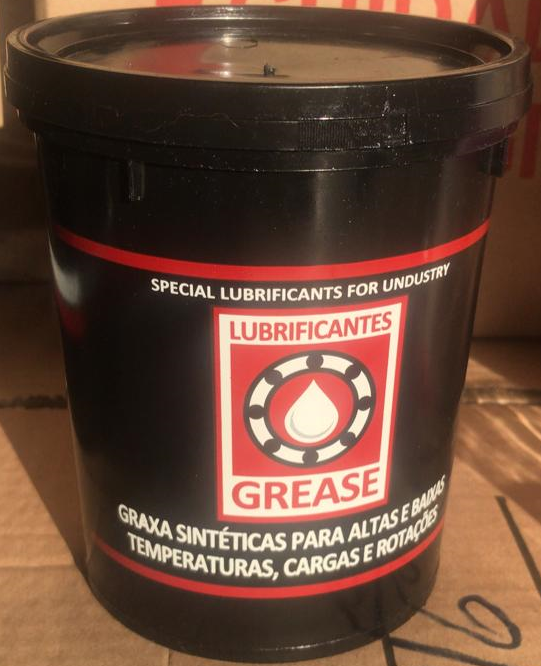 SPECIAL LUBRIFICANTS FOR UNDUSTRY
LUBRIFICANTES
GREASE
GRAXA SINTÉTICAS PARA ALTAS E BAIXAS
TEMPERATURAS, CARGAS E ROTAÇÕES